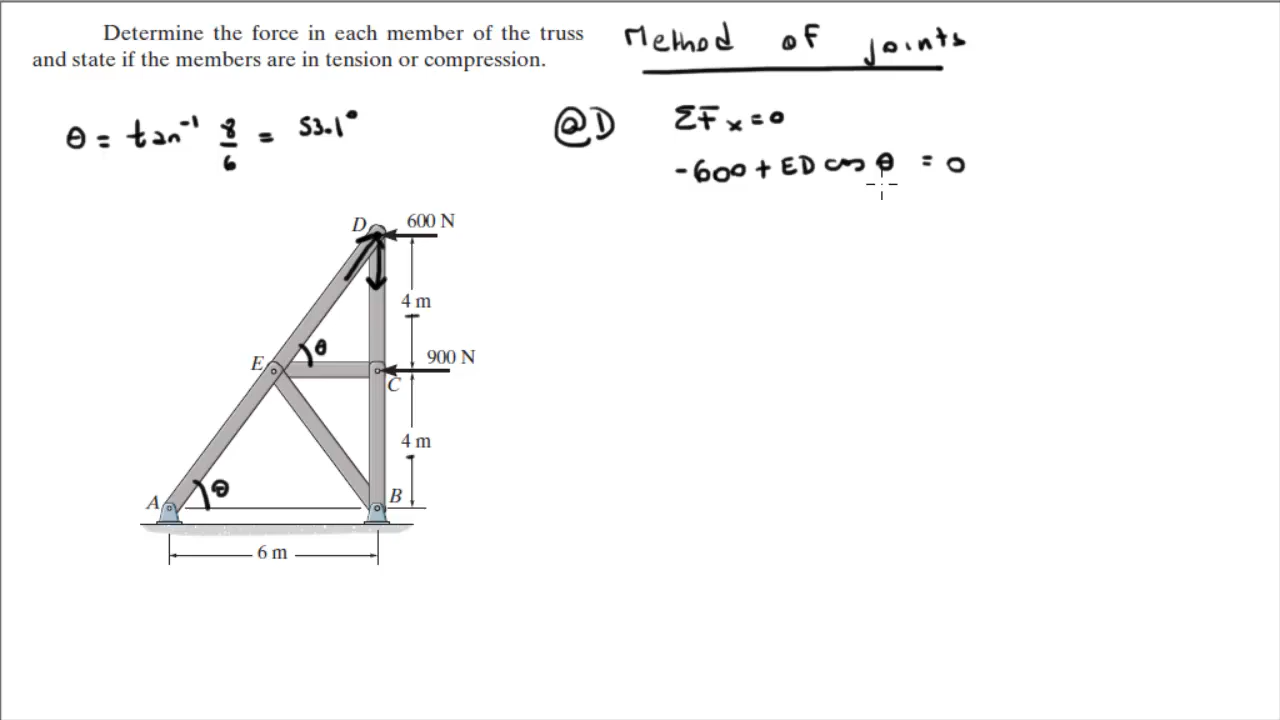 Determine the force in each member of the truss
and state if the members are in tension or compression.
Method of joints
θ = tan⁻¹ 8/6 = 53.1°
@D ΣFx = 0
-600 + ED cos θ = 0
D 600 N
4 m
θ
E 900 N
C
4 m
θ
A B
6 m